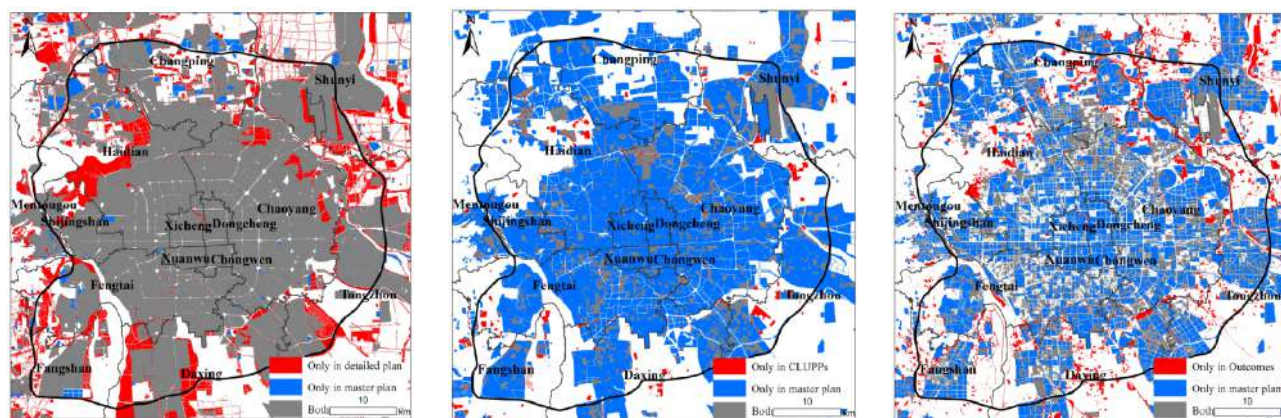 N
Changping
Shunyi
Haidian
Mentougou
Shijingshan
Chaoyang
Xicheng Dongcheng
Xuanwu Chongwen
Fengtai
Tongzhou
Fangshan
Daxing
Only in detailed plan
Only in master plan
10
Both
Km
N
Changping
Shunyi
Haidian
Mentougou
Shijingshan
Chaoyang
Xicheng Dongcheng
Xuanwu Chongwen
Fengtai
Tongzhou
Fangshan
Daxing
Only in CLUPPs
Only in master plan
10
Both
Km
N
Changping
Shunyi
Haidian
Mentougou
Shijingshan
Chaoyang
Xicheng Dongcheng
Xuanwu Chongwen
Fengtai
Tongzhou
Fangshan
Daxing
Only in Outcomes
Only in master plan
10
Both
Km